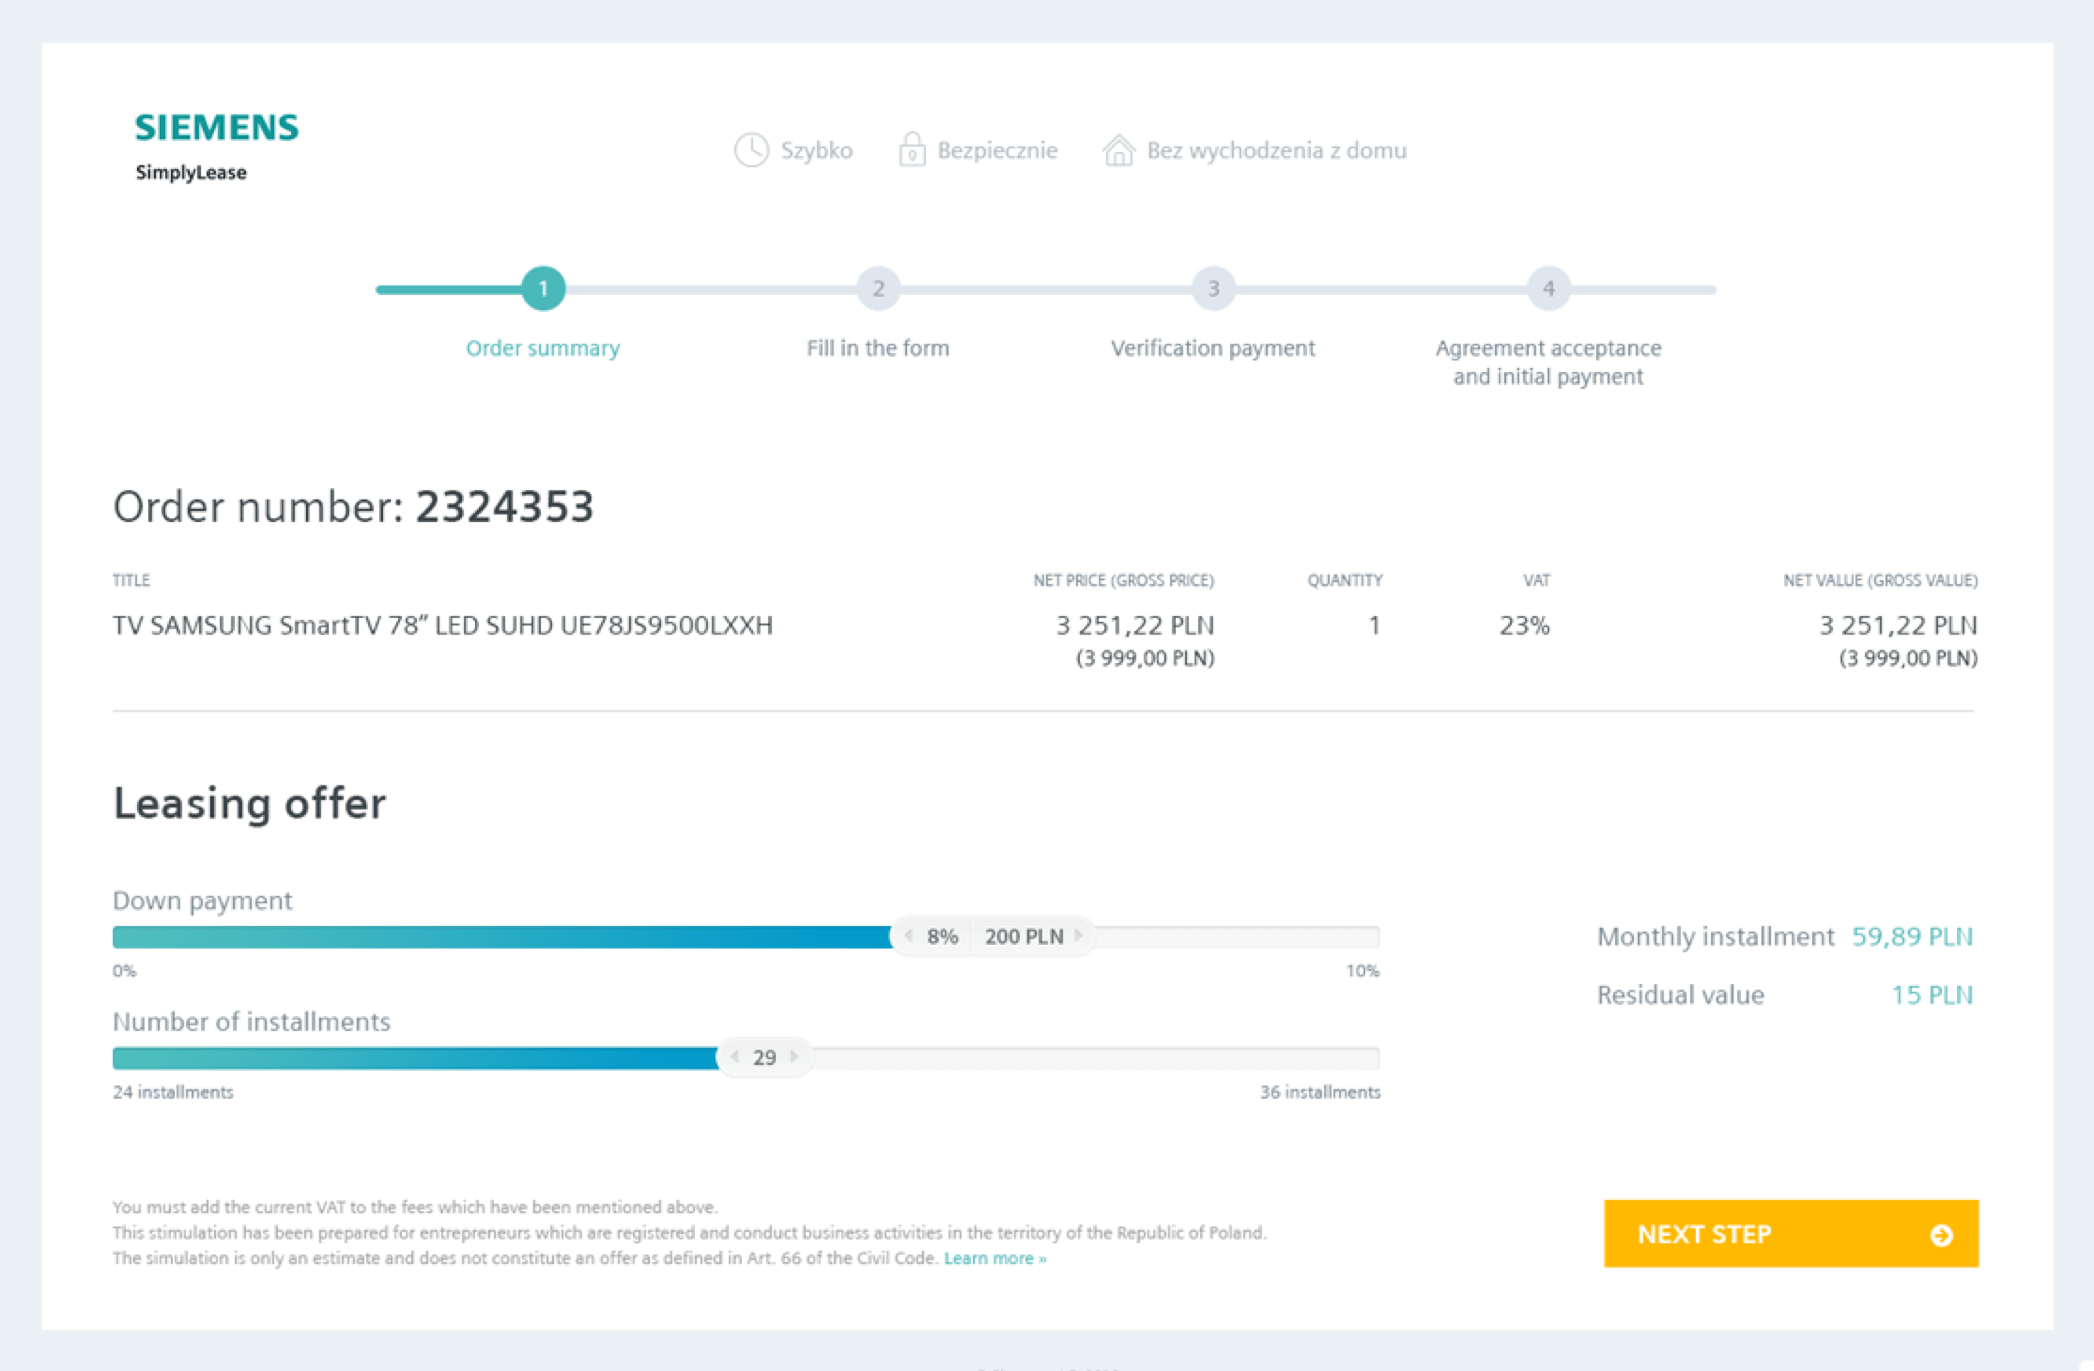 SIEMENS
SimplyLease
Szybko Bezpiecznie Bez wychodzenia z domu
1 2 3 4
Order summary Fill in the form Verification payment Agreement acceptance
and initial payment
Order number: 2324353
TITLE NET PRICE (GROSS PRICE) QUANTITY VAT NET VALUE (GROSS VALUE)
TV SAMSUNG SmartTV 78” LED SUHD UE78JS9500LXXH 3 251,22 PLN 1 23% 3 251,22 PLN
(3 999,00 PLN) (3 999,00 PLN)
Leasing offer
Down payment
8% 200 PLN
Monthly installment 59,89 PLN
0% 10%
Residual value 15 PLN
Number of installments
29
24 installments 36 installments
You must add the current VAT to the fees which have been mentioned above.
This stimulation has been prepared for entrepreneurs which are registered and conduct business activities in the territory of the Republic of Poland.
The simulation is only an estimate and does not constitute an offer as defined in Art. 66 of the Civil Code. Learn more »
NEXT STEP